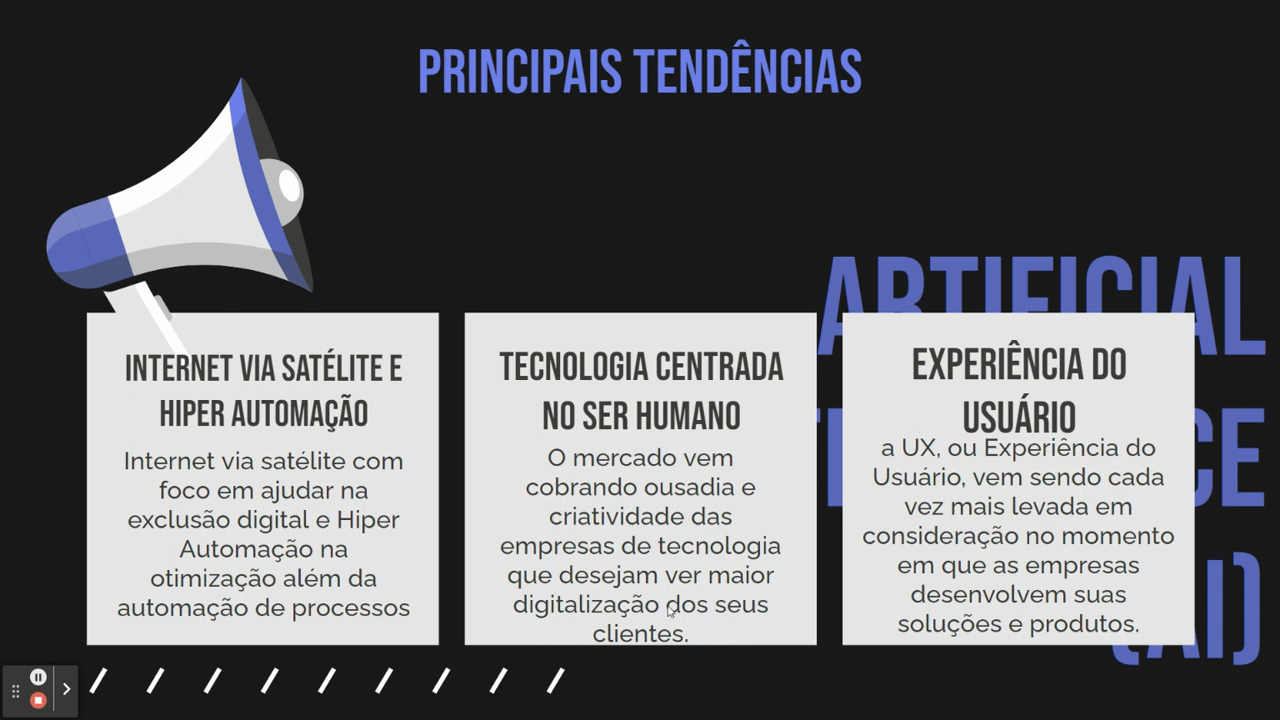 PRINCIPAIS TENDÊNCIAS
ARTIFICIAL
CE
(AI)
INTERNET VIA SATÉLITE E
HIPER AUTOMAÇÃO
Internet via satélite com
foco em ajudar na
exclusão digital e Hiper
Automação na
otimização além da
automação de processos
TECNOLOGIA CENTRADA
NO SER HUMANO
O mercado vem
cobrando ousadia e
criatividade das
empresas de tecnologia
que desejam ver maior
digitalização dos seus
clientes.
EXPERIÊNCIA DO
USUÁRIO
a UX, ou Experiência do
Usuário, vem sendo cada
vez mais levada em
consideração no momento
em que as empresas
desenvolvem suas
soluções e produtos.